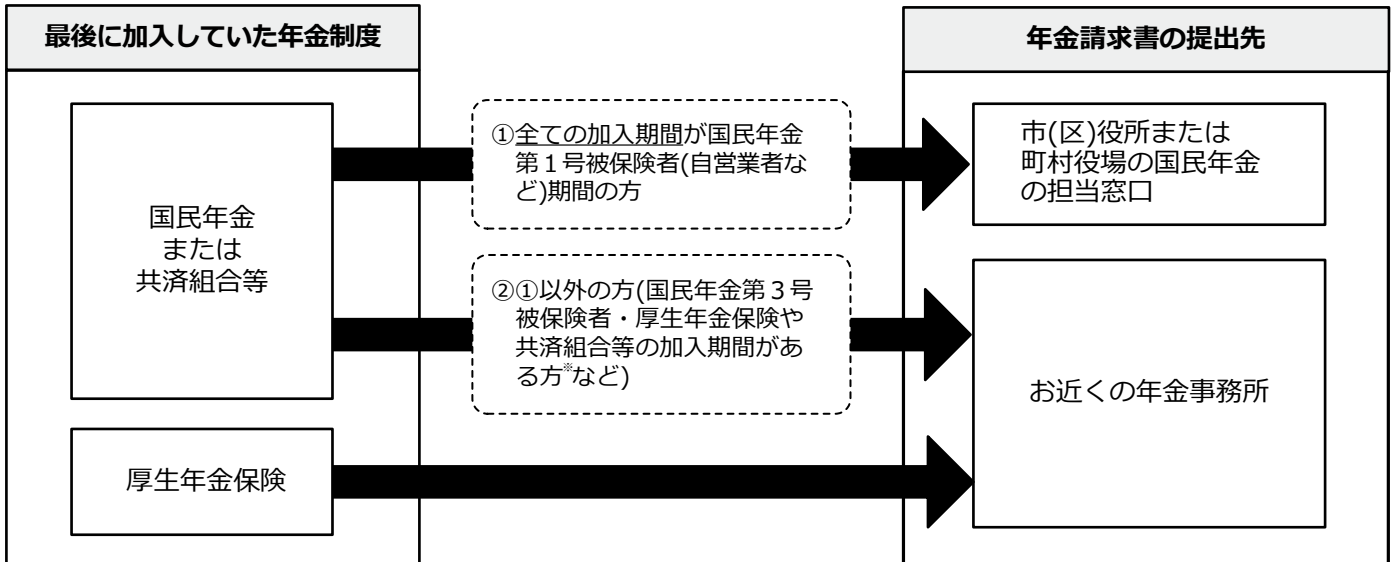 最後に加入していた年金制度
年金請求書の提出先
国民年金
または
共済組合等
①全ての加入期間が国民年金
第１号被保険者(自営業者な
ど)期間の方
市(区)役所または
町村役場の国民年金
の担当窓口
②①以外の方(国民年金第３号
被保険者・厚生年金保険や
共済組合等の加入期間があ
る方※など)
お近くの年金事務所
厚生年金保険